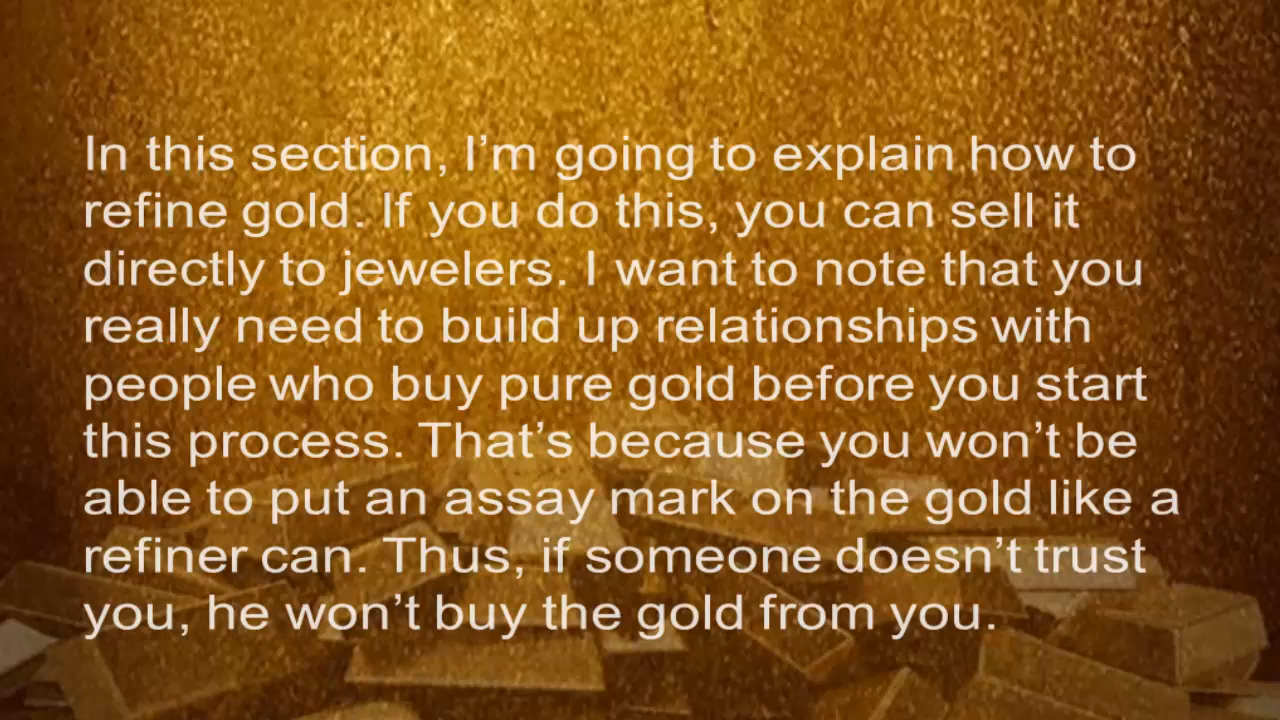 In this section, I’m going to explain how to
refine gold. If you do this, you can sell it
directly to jewelers. I want to note that you
really need to build up relationships with
people who buy pure gold before you start
this process. That’s because you won’t be
able to put an assay mark on the gold like a
refiner can. Thus, if someone doesn’t trust
you, he won’t buy the gold from you.